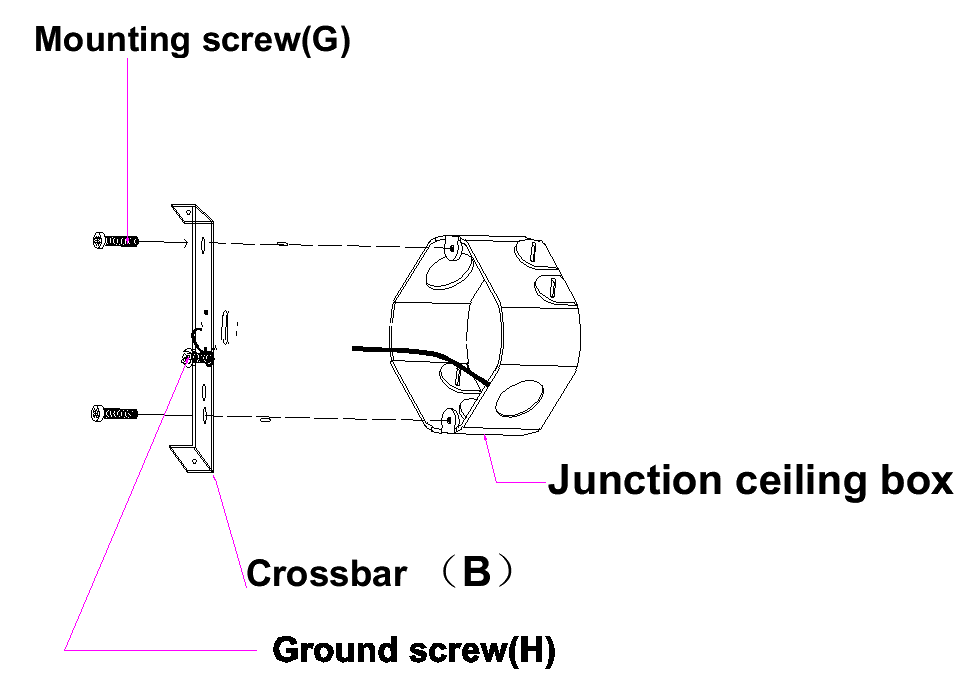 Mounting screw(G)
Junction ceiling box
Crossbar （B）
Ground screw(H)